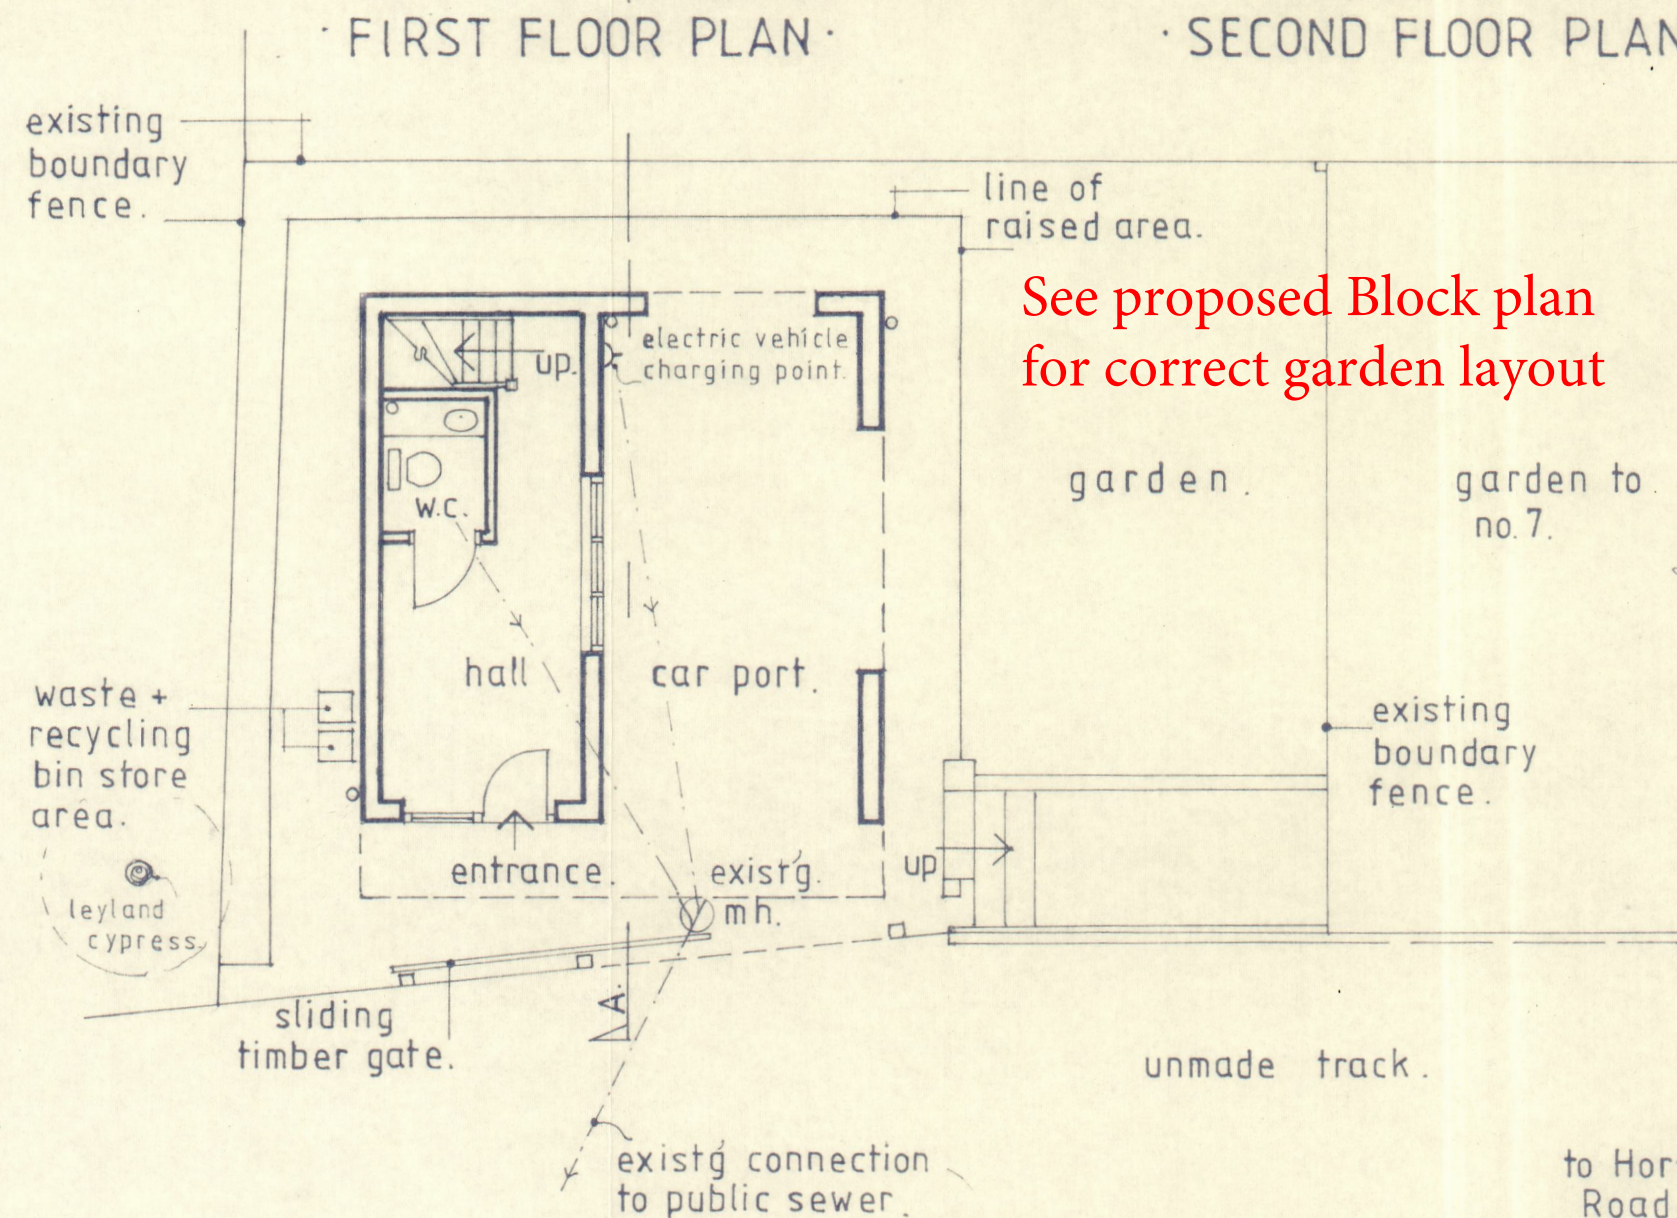 · FIRST FLOOR PLAN ·
· SECOND FLOOR PLAN
existing
boundary
fence.
line of
raised area.
See proposed Block plan
for correct garden layout
electric vehicle
charging point.
up.
W.C.
garden.
garden to
no. 7.
hall
car port.
waste +
recycling
bin store
area.
existing
boundary
fence.
entrance.
exist'g.
mh.
up
leyland
cypress
A.
sliding
timber gate.
unmade track.
exist'g connection
to public sewer.
to Hor
Road